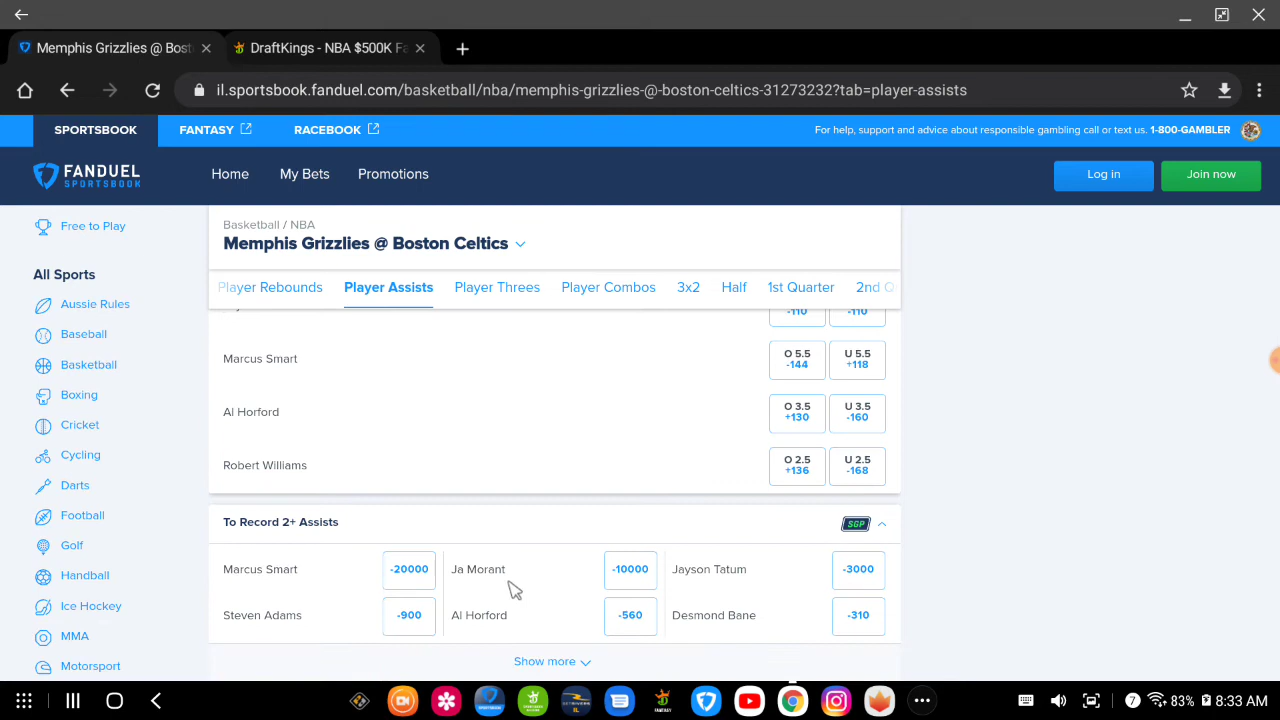 Memphis Grizzlies @ Bost
DraftKings - NBA $500K Fa
il.sportsbook.fanduel.com/basketball/nba/memphis-grizzlies-@-boston-celtics-31273232?tab=player-assists
SPORTSBOOK FANTASY RACEBOOK For help, support and advice about responsible gambling call or text us. 1-800-GAMBLER
FANDUEL
SPORTSBOOK
Home My Bets Promotions Log in Join now
Free to Play
All Sports
Aussie Rules
Baseball
Basketball
Boxing
Cricket
Cycling
Darts
Football
Golf
Handball
Ice Hockey
MMA
Motorsport
Basketball / NBA
Memphis Grizzlies @ Boston Celtics
Player Rebounds Player Assists Player Threes Player Combos 3x2 Half 1st Quarter 2nd Q
-110 -110
Marcus Smart O 5.5 -144 U 5.5 +118
Al Horford O 3.5 +130 U 3.5 -160
Robert Williams O 2.5 +136 U 2.5 -168
To Record 2+ Assists SGP
Marcus Smart -20000 Ja Morant -10000 Jayson Tatum -3000
Steven Adams -900 Al Horford -560 Desmond Bane -310
Show more
7 83% 8:33 AM